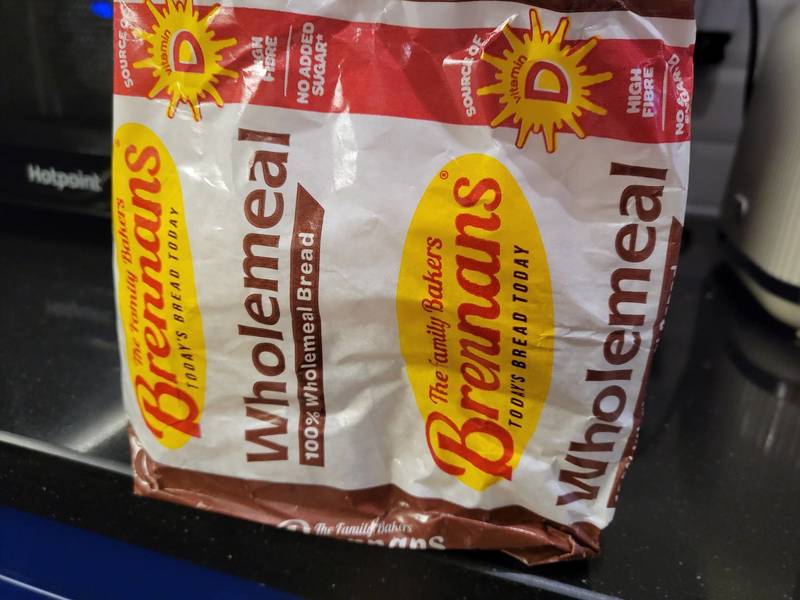 SOURCE OF
vitamin
D
HIGH
FIBRE
NO ADDED
SUGAR*
SOURCE OF
vitamin
D
HIGH
FIBRE
Hotpoint
The Family Bakers
Brennans
TODAY'S BREAD TODAY
Wholemeal
100% Wholemeal Bread
The Family Bakers
Brennans®
TODAY'S BREAD TODAY
Wholemeal
The Family Bakers